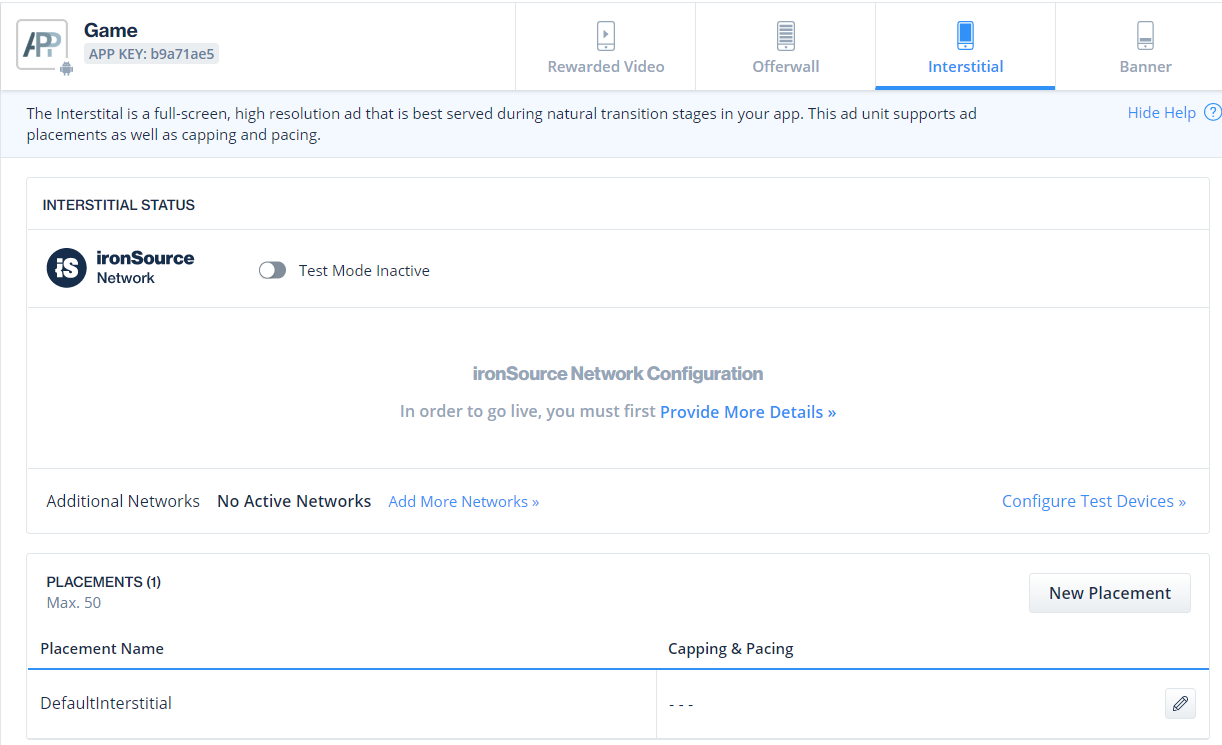 APP
Game
APP KEY: b9a71ae5
Rewarded Video
Offerwall
Interstitial
Banner
The Interstital is a full-screen, high resolution ad that is best served during natural transition stages in your app. This ad unit supports ad
placements as well as capping and pacing.
Hide Help ?
INTERSTITIAL STATUS
iS
ironSource
Network
Test Mode Inactive
ironSource Network Configuration
In order to go live, you must first Provide More Details »
Additional Networks No Active Networks Add More Networks » Configure Test Devices »
PLACEMENTS (1)
Max. 50
New Placement
Placement Name Capping & Pacing
DefaultInterstitial - - -